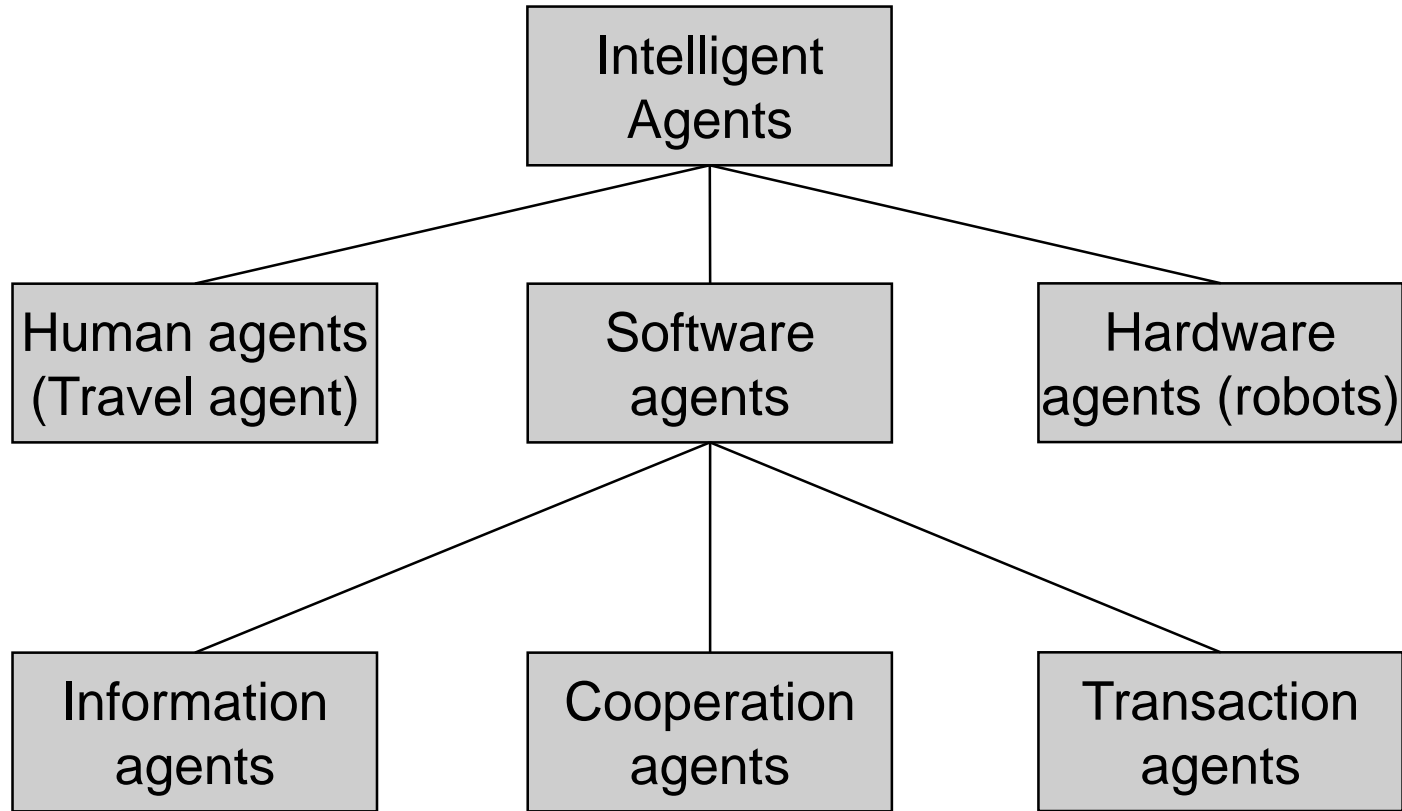 Intelligent
Agents
Human agents
(Travel agent)
Software
agents
Hardware
agents (robots)
Information
agents
Cooperation
agents
Transaction
agents